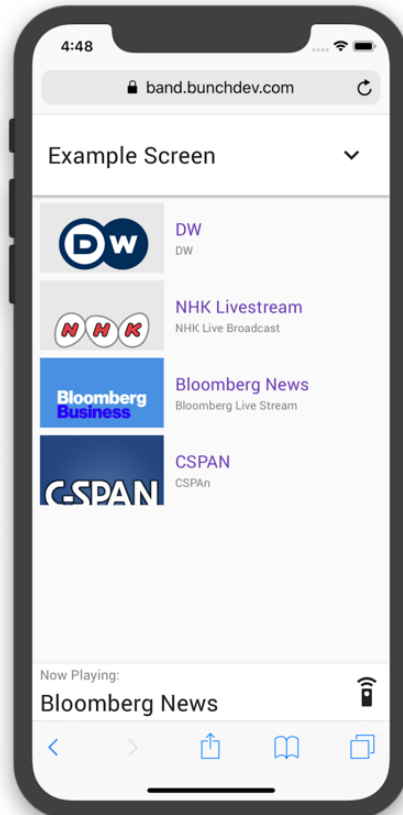 4:48
band.bunchdev.com
Example Screen
DW
DW
DW
NHK
NHK Livestream
NHK Live Broadcast
Bloomberg
Business
Bloomberg News
Bloomberg Live Stream
C-SPAN
CSPAN
CSPAn
Now Playing:
Bloomberg News